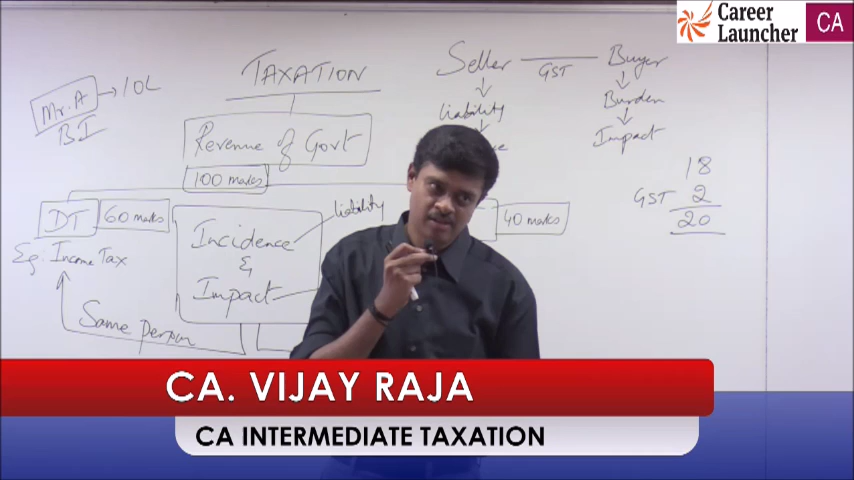 Career
Launcher
CA
TAXATION
Revenue of Govt
100 marks
Mr. A → 10L
BI
DT
60 marks
Eg: Income Tax
Same person
Incidence
&
Impact
liability
40 marks
Seller
GST
Buyer
liability
Burden
Impact
18
GST 2
20
CA. VIJAY RAJA
CA INTERMEDIATE TAXATION